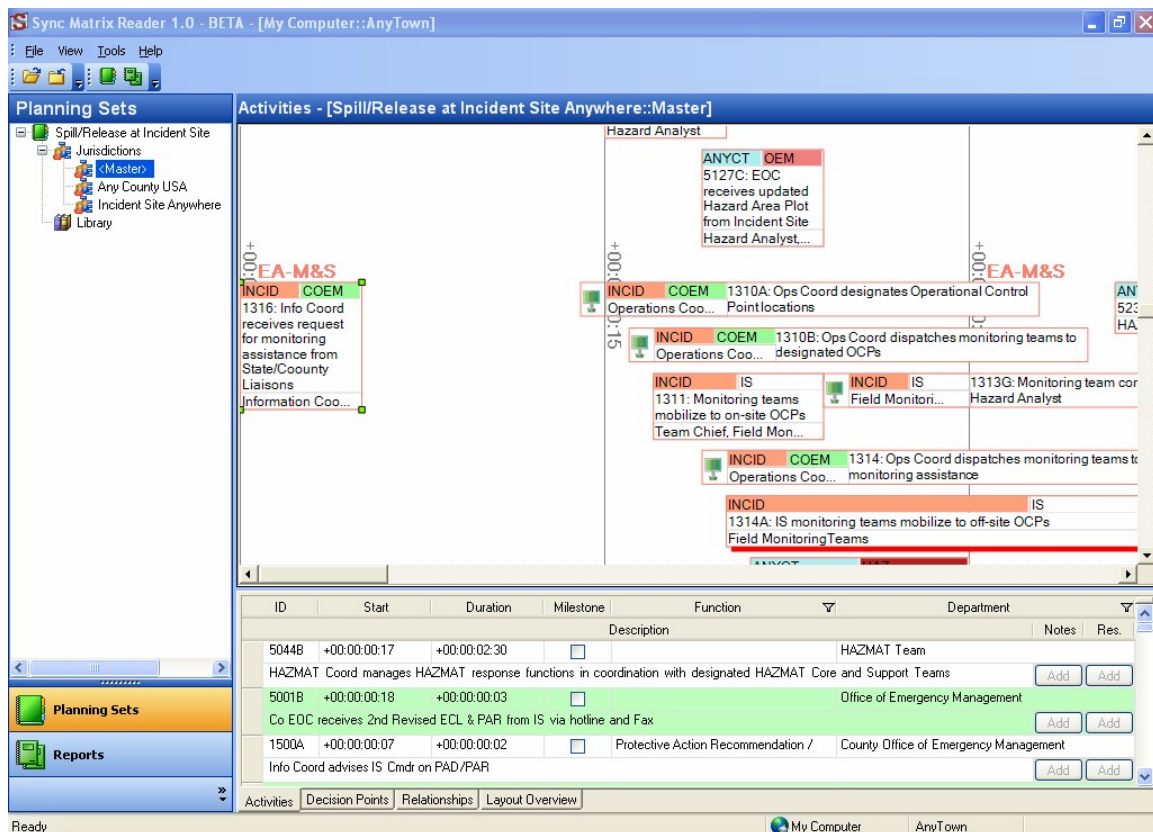 Sync Matrix Reader 1.0 - BETA - [My Computer::AnyTown]
File View Tools Help
Planning Sets
Spill/Release at Incident Site
Jurisdictions
<Master>
Any County USA
Incident Site Anywhere
Library
Planning Sets
Reports
Activities - [Spill/Release at Incident Site Anywhere::Master]
Hazard Analyst
ANYCT OEM
5127C: EOC
receives updated
Hazard Area Plot
from Incident Site
Hazard Analyst,...
EA-M&S
INCID COEM
1316: Info Coord
receives request
for monitoring
assistance from
State/Coounty
Liaisons
Information Coo...
INCID COEM 1310A: Ops Coord designates Operational Control
Operations Coo... Point locations
INCID COEM 1310B: Ops Coord dispatches monitoring teams to
Operations Coo... designated OCPs
INCID IS
1311: Monitoring teams
mobilize to on-site OCPs
Team Chief, Field Mon...
EA-M&S
INCID IS 1313G: Monitoring team cor
Field Monitori... Hazard Analyst
INCID COEM 1314: Ops Coord dispatches monitoring teams to
Operations Coo... monitoring assistance
INCID IS
1314A: IS monitoring teams mobilize to off-site OCPs
Field Monitoring Teams
ID Start Duration Milestone Function Department
Description Notes Res.
5044B +00:00:00:17 +00:00:02:30 HAZMAT Team
HAZMAT Coord manages HAZMAT response functions in coordination with designated HAZMAT Core and Support Teams Add Add
5001B +00:00:00:18 +00:00:00:03 Office of Emergency Management
Co EOC receives 2nd Revised ECL & PAR from IS via hotline and Fax Add Add
1500A +00:00:00:07 +00:00:00:02 Protective Action Recommendation / County Office of Emergency Management
Info Coord advises IS Cmdr on PAD/PAR Add Add
Activities Decision Points Relationships Layout Overview
Ready My Computer AnyTown